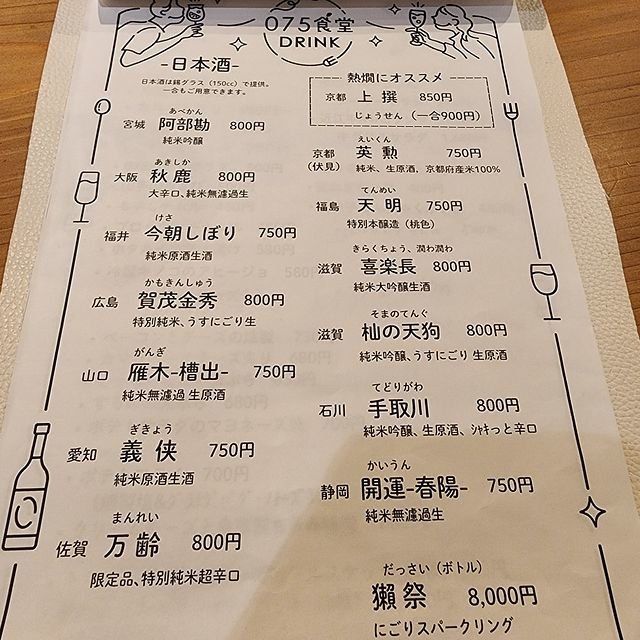 075食堂
DRINK
-日本酒-
日本酒は錫グラス（150cc）で提供。
一合もご用意できます。
あべかん
宮城 阿部勘 800円
純米吟醸
あきしか
大阪 秋鹿 800円
大辛口、純米無濾過生
けさ
福井 今朝しぼり 750円
純米原酒生酒
かもきんしゅう
広島 賀茂金秀 800円
特別純米、うすにごり生
がんぎ
山口 雁木-槽出- 750円
純米無濾過 生原酒
ぎきょう
愛知 義侠 750円
純米原酒生酒
まんれい
佐賀 万齢 800円
限定品、特別純米超辛口
熱燗にオススメ
京都 上撰 850円
じょうせん（一合900円）
えいくん
京都 英勲 750円
(伏見) 純米、生原酒, 京都府産米100%
てんめい
福島 天明 750円
特別本醸造（桃色）
きらくちょう、潤わ潤わ
滋賀 喜楽長 800円
純米大吟醸生酒
そまのてんぐ
滋賀 杣の天狗 800円
純米吟醸、うすにごり 生原酒
てどりがわ
石川 手取川 800円
純米吟醸、生原酒、ｼｬｷっと辛口
かいうん
静岡 開運-春陽- 750円
純米無濾過生
だっさい（ボトル）
獺祭 8,000円
にごりスパークリング